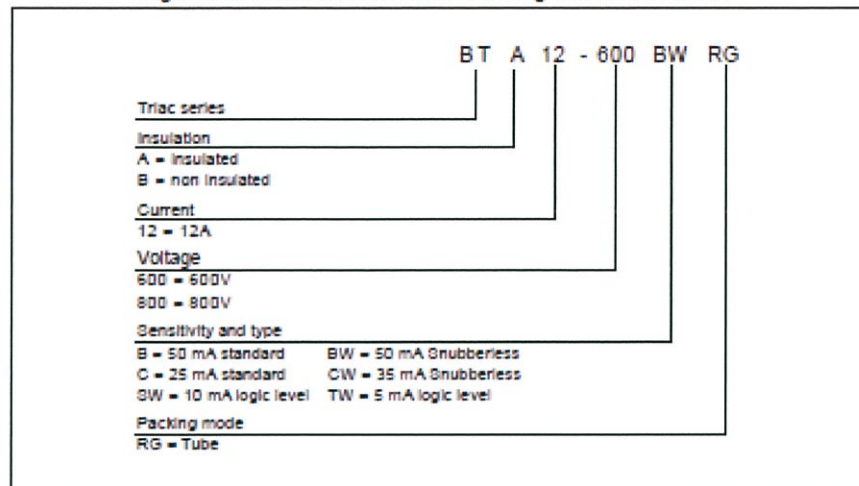 BT A 12 - 600 BW RG
Triac series
Insulation
A = insulated
B = non insulated
Current
12 = 12A
Voltage
600 = 600V
800 = 800V
Sensitivity and type
B = 50 mA standard BW = 50 mA Snubberless
C = 25 mA standard CW = 35 mA Snubberless
SW = 10 mA logic level TW = 5 mA logic level
Packing mode
RG = Tube